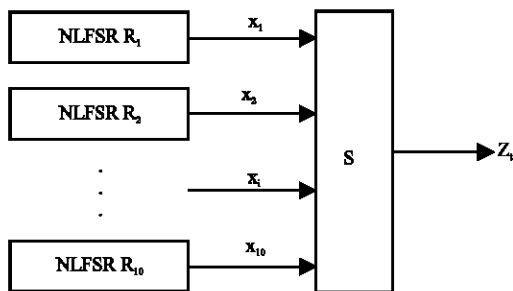 NLFSR R₁
x₁
NLFSR R₂
x₂
xᵢ
NLFSR R₁₀
x₁₀
S
Zₜ